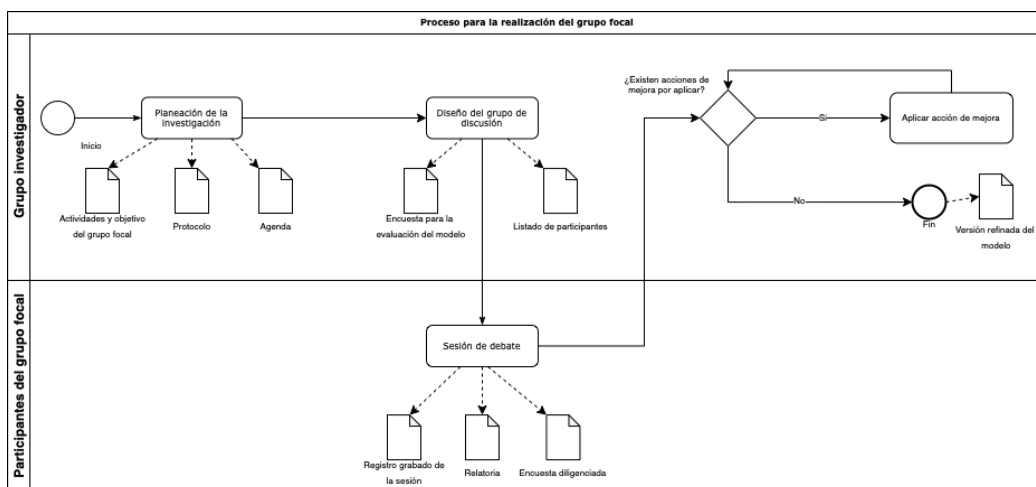 Proceso para la realización del grupo focal
Grupo investigador
¿Existen acciones de
mejora por aplicar?
Planeación de la
investigación
Diseño del grupo de
discusión
Si
Aplicar acción de mejora
Inicio
Actividades y objetivo
del grupo focal
Protocolo
Agenda
Encuesta para la
evaluación del modelo
Listado de participantes
No
Fin
Versión refinada del
modelo
Participantes del grupo focal
Sesión de debate
Registro grabado de
la sesión
Relatoria
Encuesta diligenciada